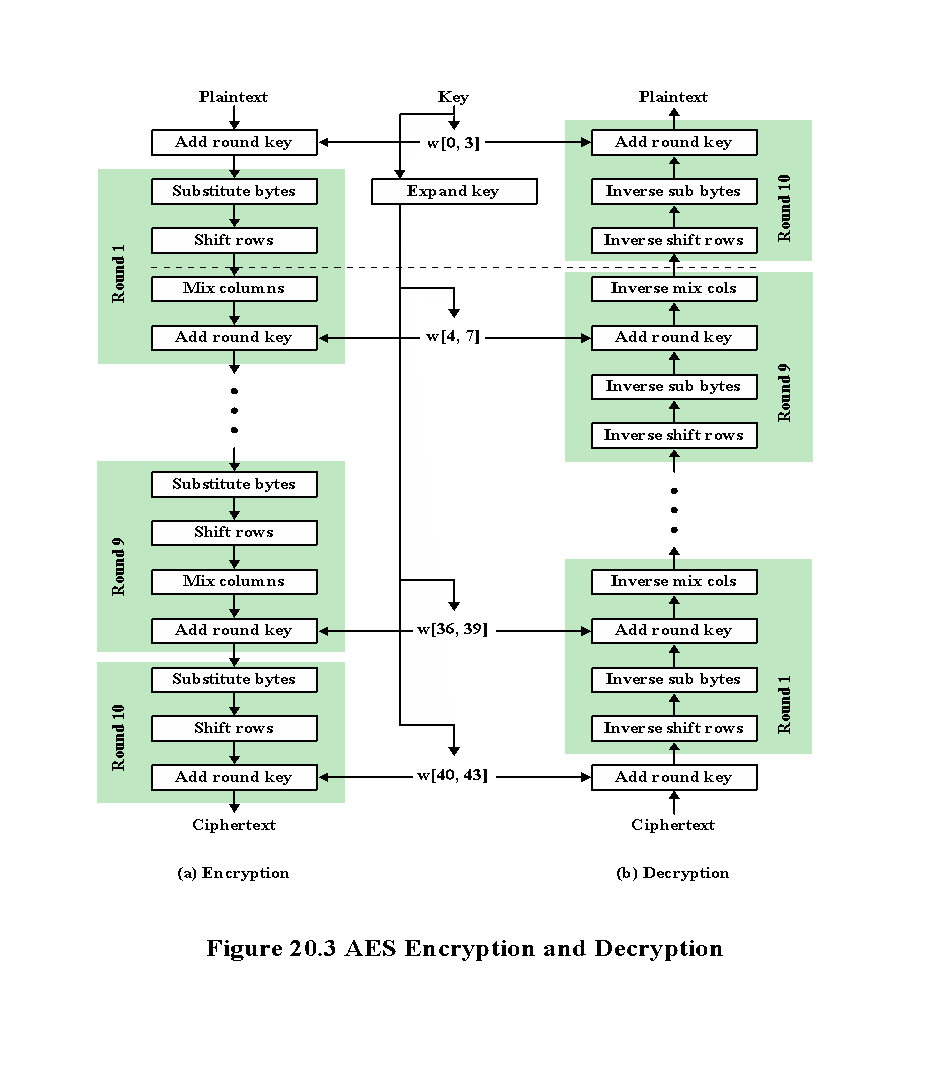 Plaintext
Key
Plaintext
Add round key
w[0, 3]
Add round key
Substitute bytes
Expand key
Inverse sub bytes
Round 10
Shift rows
Inverse shift rows
Round 1
Mix columns
Inverse mix cols
Add round key
w[4, 7]
Add round key
Inverse sub bytes
Round 9
Inverse shift rows
Substitute bytes
Shift rows
Round 9
Mix columns
Inverse mix cols
Add round key
w[36, 39]
Add round key
Substitute bytes
Inverse sub bytes
Round 1
Shift rows
Inverse shift rows
Round 10
Add round key
w[40, 43]
Add round key
Ciphertext
Ciphertext
(a) Encryption
(b) Decryption
Figure 20.3 AES Encryption and Decryption